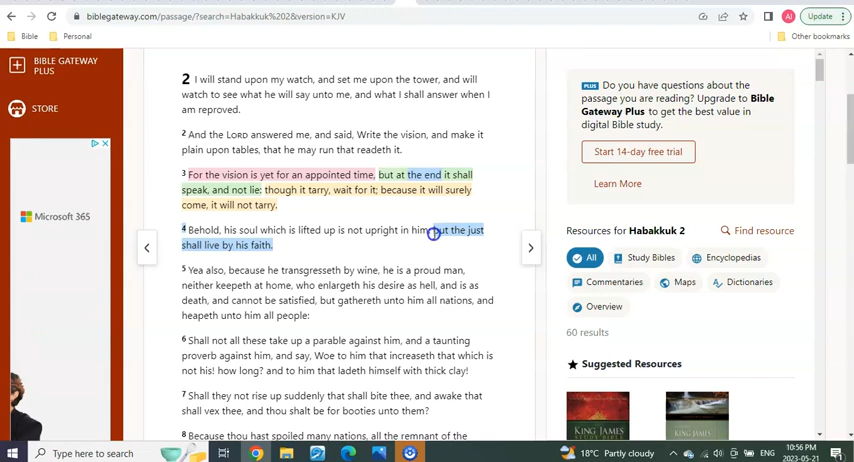 biblegateway.com/passage/?search=Habakkuk%202&version=KJV
AI
Update
Bible
Personal
Other bookmarks
BIBLE GATEWAY
PLUS
STORE
Microsoft 365
2 I will stand upon my watch, and set me upon the tower, and will
watch to see what he will say unto me, and what I shall answer when I
am reproved.
2 And the LORD answered me, and said, Write the vision, and make it
plain upon tables, that he may run that readeth it.
3 For the vision is yet for an appointed time, but at the end it shall
speak, and not lie: though it tarry, wait for it; because it will surely
come, it will not tarry.
4 Behold, his soul which is lifted up is not upright in him: but the just
shall live by his faith.
5 Yea also, because he transgresseth by wine, he is a proud man,
neither keepeth at home, who enlargeth his desire as hell, and is as
death, and cannot be satisfied, but gathereth unto him all nations, and
heapeth unto him all people:
6 Shall not all these take up a parable against him, and a taunting
proverb against him, and say, Woe to him that increaseth that which is
not his! how long? and to him that ladeth himself with thick clay!
7 Shall they not rise up suddenly that shall bite thee, and awake that
shall vex thee, and thou shalt be for booties unto them?
8 Because thou hast spoiled many nations, all the remnant of the
PLUS Do you have questions about the
passage you are reading? Upgrade to Bible
Gateway Plus to get the best value in
digital Bible study.
Start 14-day free trial
Learn More
Resources for Habakkuk 2
Find resource
All
Study Bibles
Encyclopedias
Commentaries
Maps
Dictionaries
Overview
60 results
Suggested Resources
KING JAMES
STUDY BIBLE
KING JAMES
Type here to search
18°C Partly cloudy
ENG
10:56 PM
2023-05-21